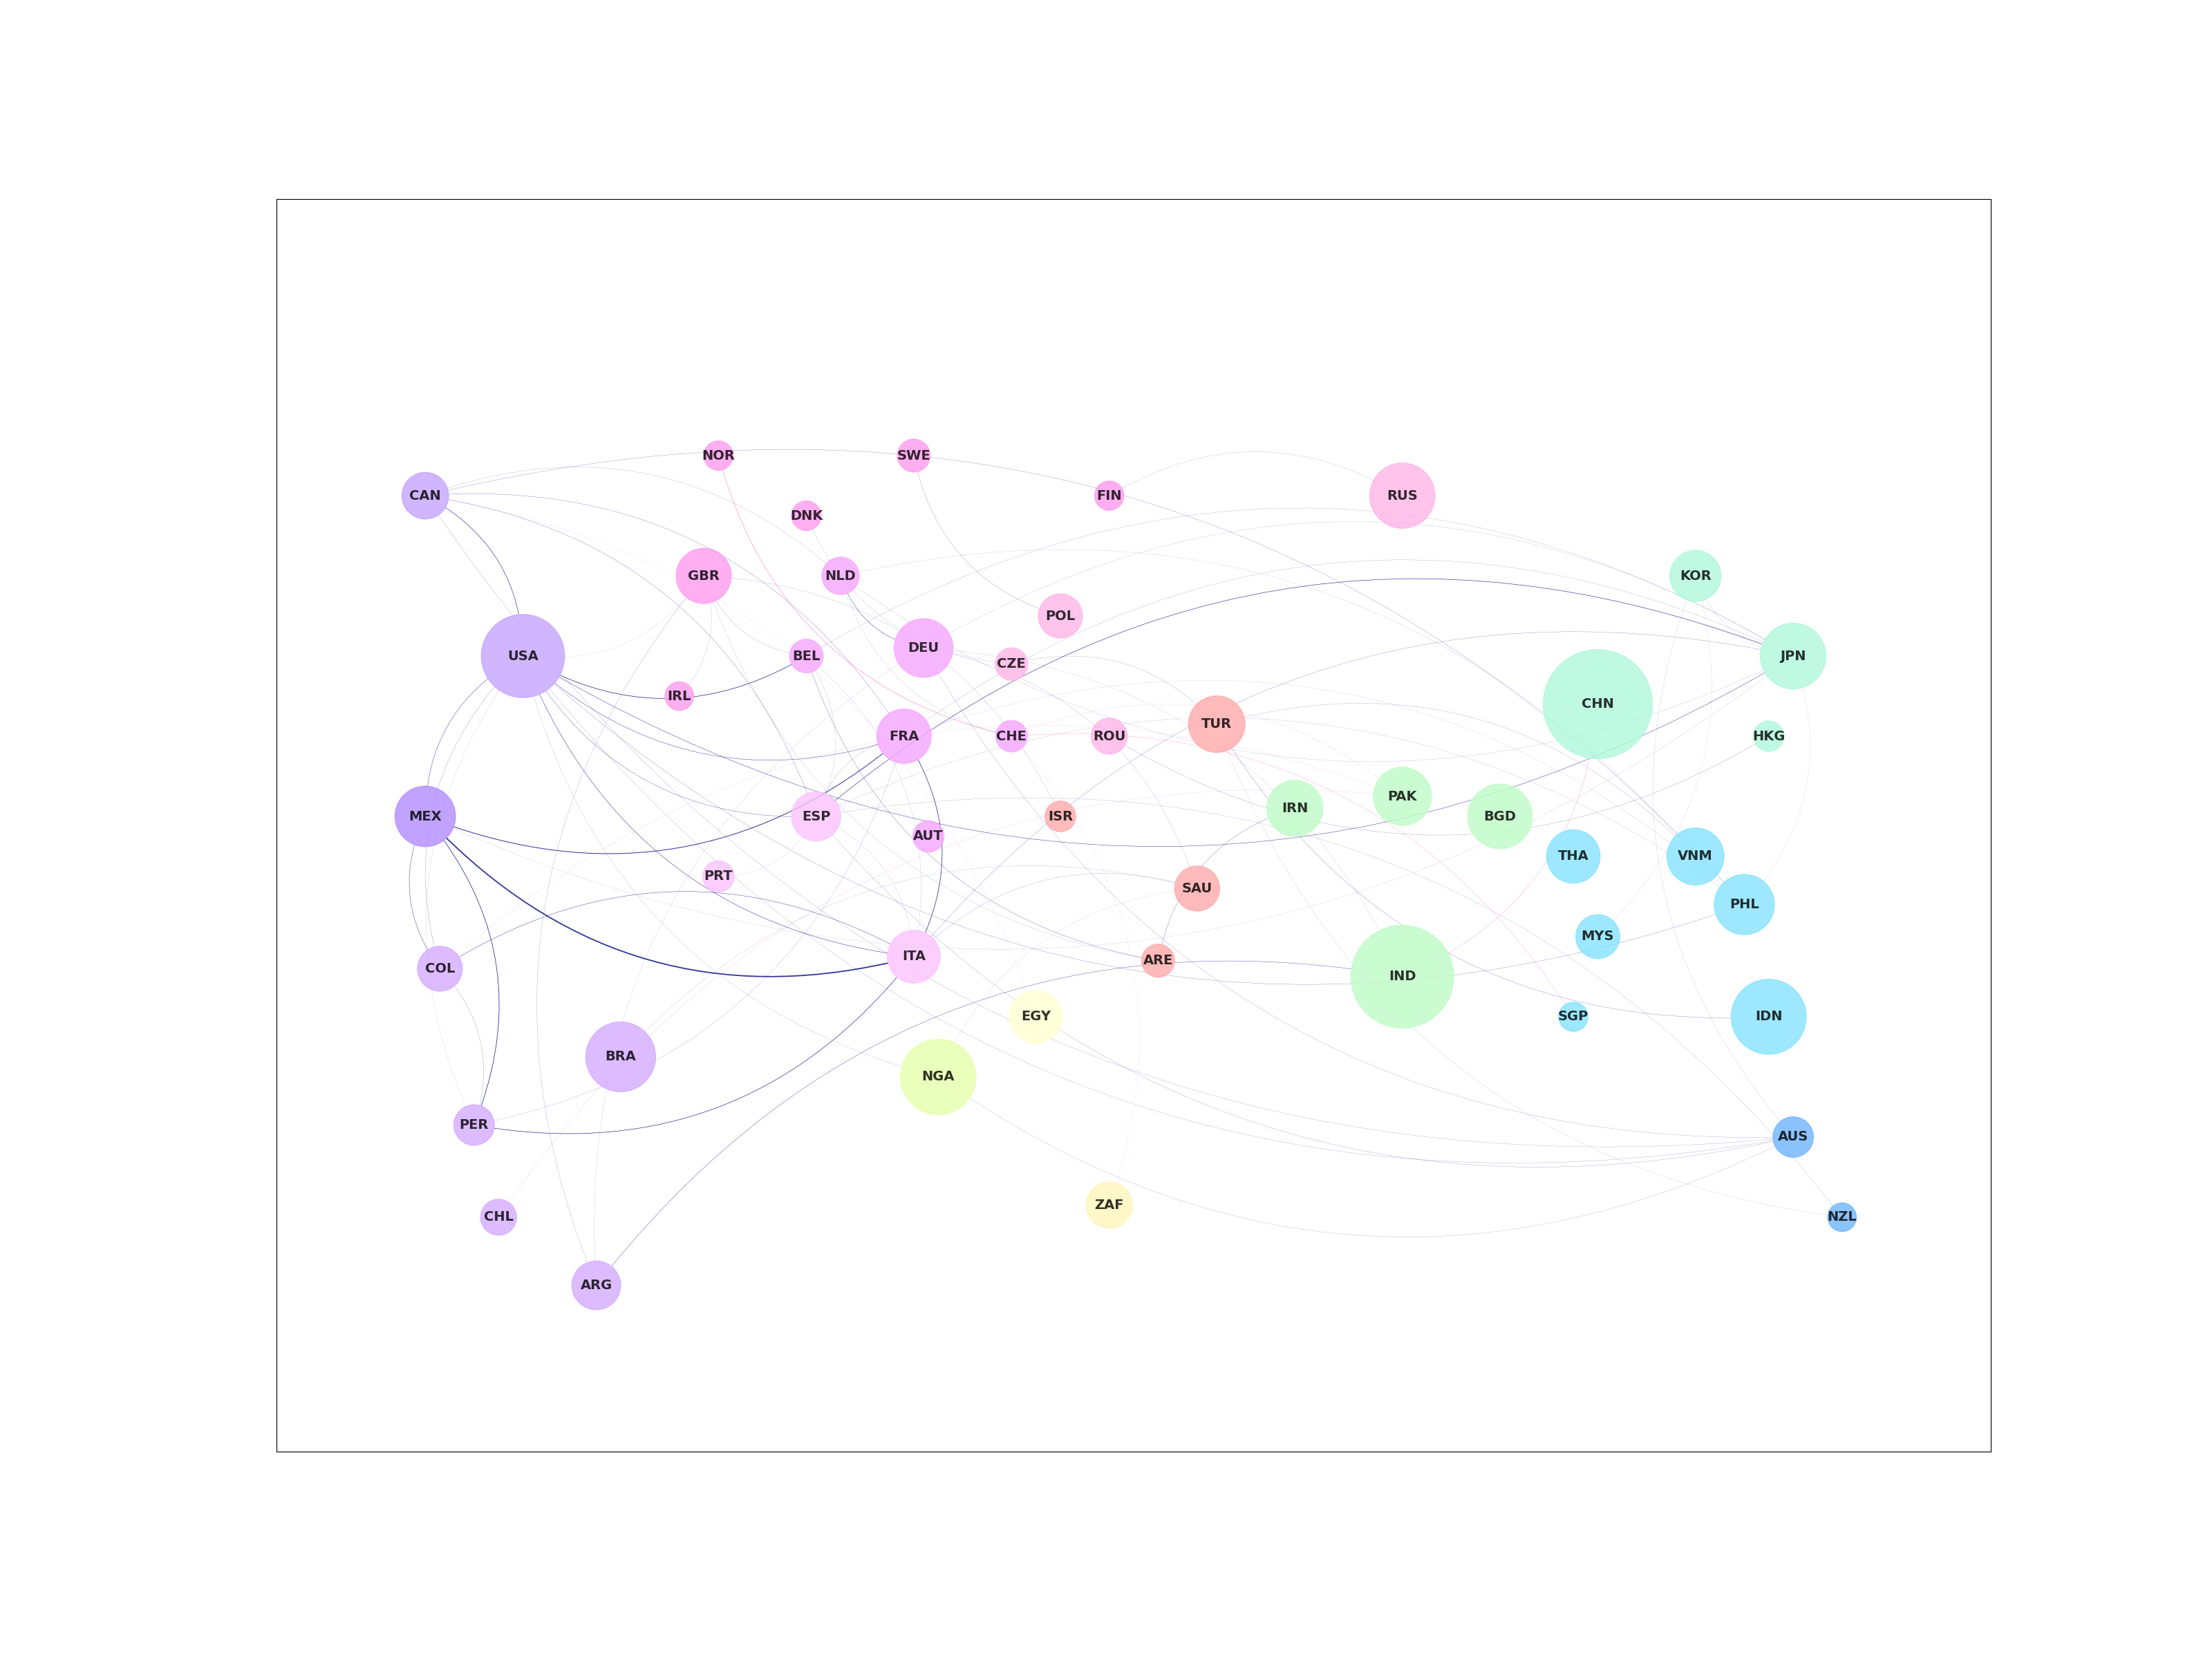 NOR
SWE
CAN
FIN
RUS
DNK
GBR
NLD
KOR
POL
DEU
USA
BEL
CZE
JPN
IRL
CHN
TUR
FRA
CHE
ROU
HKG
PAK
IRN
MEX
ESP
ISR
BGD
AUT
THA
VNM
PRT
SAU
PHL
MYS
ITA
ARE
COL
IND
EGY
SGP
IDN
BRA
NGA
PER
AUS
ZAF
CHL
NZL
ARG